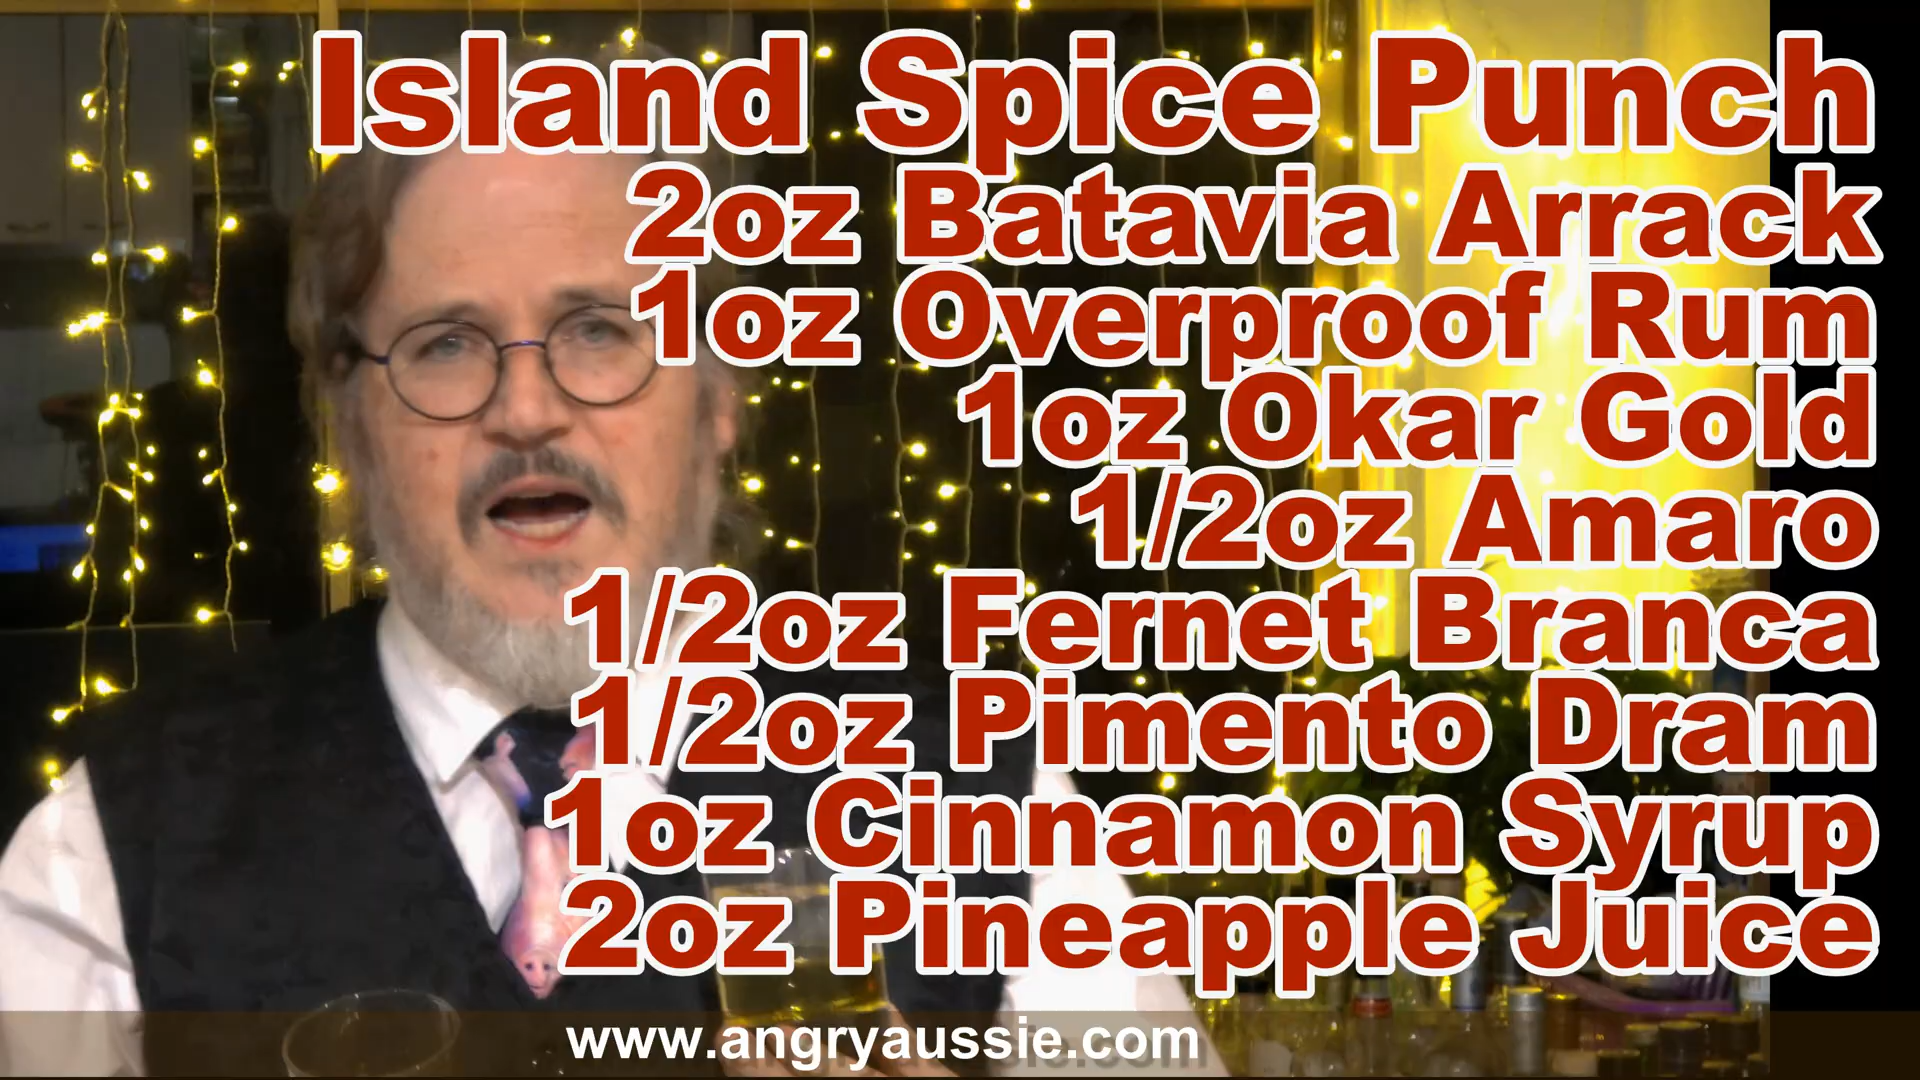 Island Spice Punch
2oz Batavia Arrack
1oz Overproof Rum
1oz Okar Gold
1/2oz Amaro
1/2oz Fernet Branca
1/2oz Pimento Dram
1oz Cinnamon Syrup
2oz Pineapple Juice
www.angryaussie.com